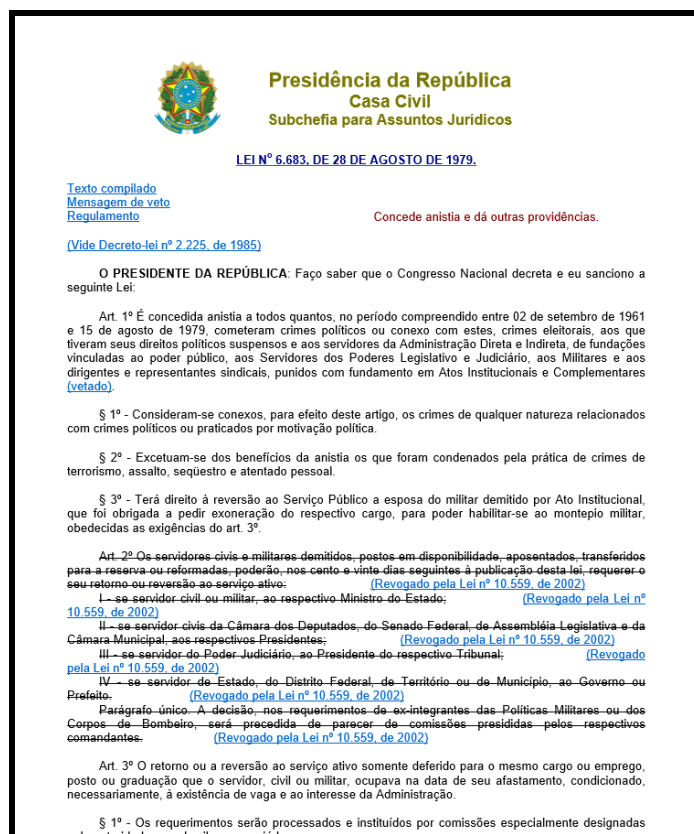 Presidência da República
Casa Civil
Subchefia para Assuntos Jurídicos
LEI Nº 6.683, DE 28 DE AGOSTO DE 1979.
Texto compilado
Mensagem de veto
Regulamento
Concede anistia e dá outras providências.
(Vide Decreto-lei nº 2.225, de 1985)
O PRESIDENTE DA REPÚBLICA: Faço saber que o Congresso Nacional decreta e eu sanciono a
seguinte Lei:
Art. 1º É concedida anistia a todos quantos, no período compreendido entre 02 de setembro de 1961
e 15 de agosto de 1979, cometeram crimes políticos ou conexo com estes, crimes eleitorais, aos que
tiveram seus direitos políticos suspensos e aos servidores da Administração Direta e Indireta, de fundações
vinculadas ao poder público, aos Servidores dos Poderes Legislativo e Judiciário, aos Militares e aos
dirigentes e representantes sindicais, punidos com fundamento em Atos Institucionais e Complementares
(vetado).
§ 1º - Consideram-se conexos, para efeito deste artigo, os crimes de qualquer natureza relacionados
com crimes políticos ou praticados por motivação política.
§ 2º - Excetuam-se dos benefícios da anistia os que foram condenados pela prática de crimes de
terrorismo, assalto, seqüestro e atentado pessoal.
§ 3º - Terá direito à reversão ao Serviço Público a esposa do militar demitido por Ato Institucional,
que foi obrigada a pedir exoneração do respectivo cargo, para poder habilitar-se ao montepio militar,
obedecidas as exigências do art. 3º.
Art. 2º Os servidores civis e militares demitidos, postos em disponibilidade, aposentados, transferidos
para a reserva ou reformadas, poderão, nos cento e vinte dias seguintes à publicação desta lei, requerer o
seu retorno ou reversão ao serviço ativo: (Revogado pela Lei nº 10.559, de 2002)
I - se servidor civil ou militar, ao respectivo Ministro do Estado; (Revogado pela Lei nº
10.559, de 2002)
II - se servidor civis da Câmara dos Deputados, do Senado Federal, de Assembléia Legislativa e da
Câmara Municipal, aos respectivos Presidentes; (Revogado pela Lei nº 10.559, de 2002)
III - se servidor do Poder Judiciário, ao Presidente do respectivo Tribunal; (Revogado
pela Lei nº 10.559, de 2002)
IV - se servidor de Estado, do Distrito Federal, de Território ou de Município, ao Governo ou
Prefeito. (Revogado pela Lei nº 10.559, de 2002)
Parágrafo único. A decisão, nos requerimentos de ex-integrantes das Políticas Militares ou dos
Corpos de Bombeiro, será precedida de parecer de comissões presididas pelos respectivos
comandantes. (Revogado pela Lei nº 10.559, de 2002)
Art. 3º O retorno ou a reversão ao serviço ativo somente deferido para o mesmo cargo ou emprego,
posto ou graduação que o servidor, civil ou militar, ocupava na data de seu afastamento, condicionado,
necessariamente, à existência de vaga e ao interesse da Administração.
§ 1º - Os requerimentos serão processados e instituídos por comissões especialmente designadas